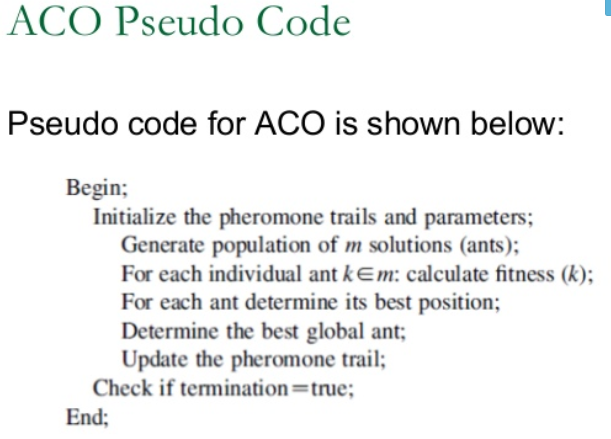 ACO Pseudo Code
Pseudo code for ACO is shown below:
Begin;
Initialize the pheromone trails and parameters;
Generate population of m solutions (ants);
For each individual ant k∈m: calculate fitness (k);
For each ant determine its best position;
Determine the best global ant;
Update the pheromone trail;
Check if termination=true;
End;